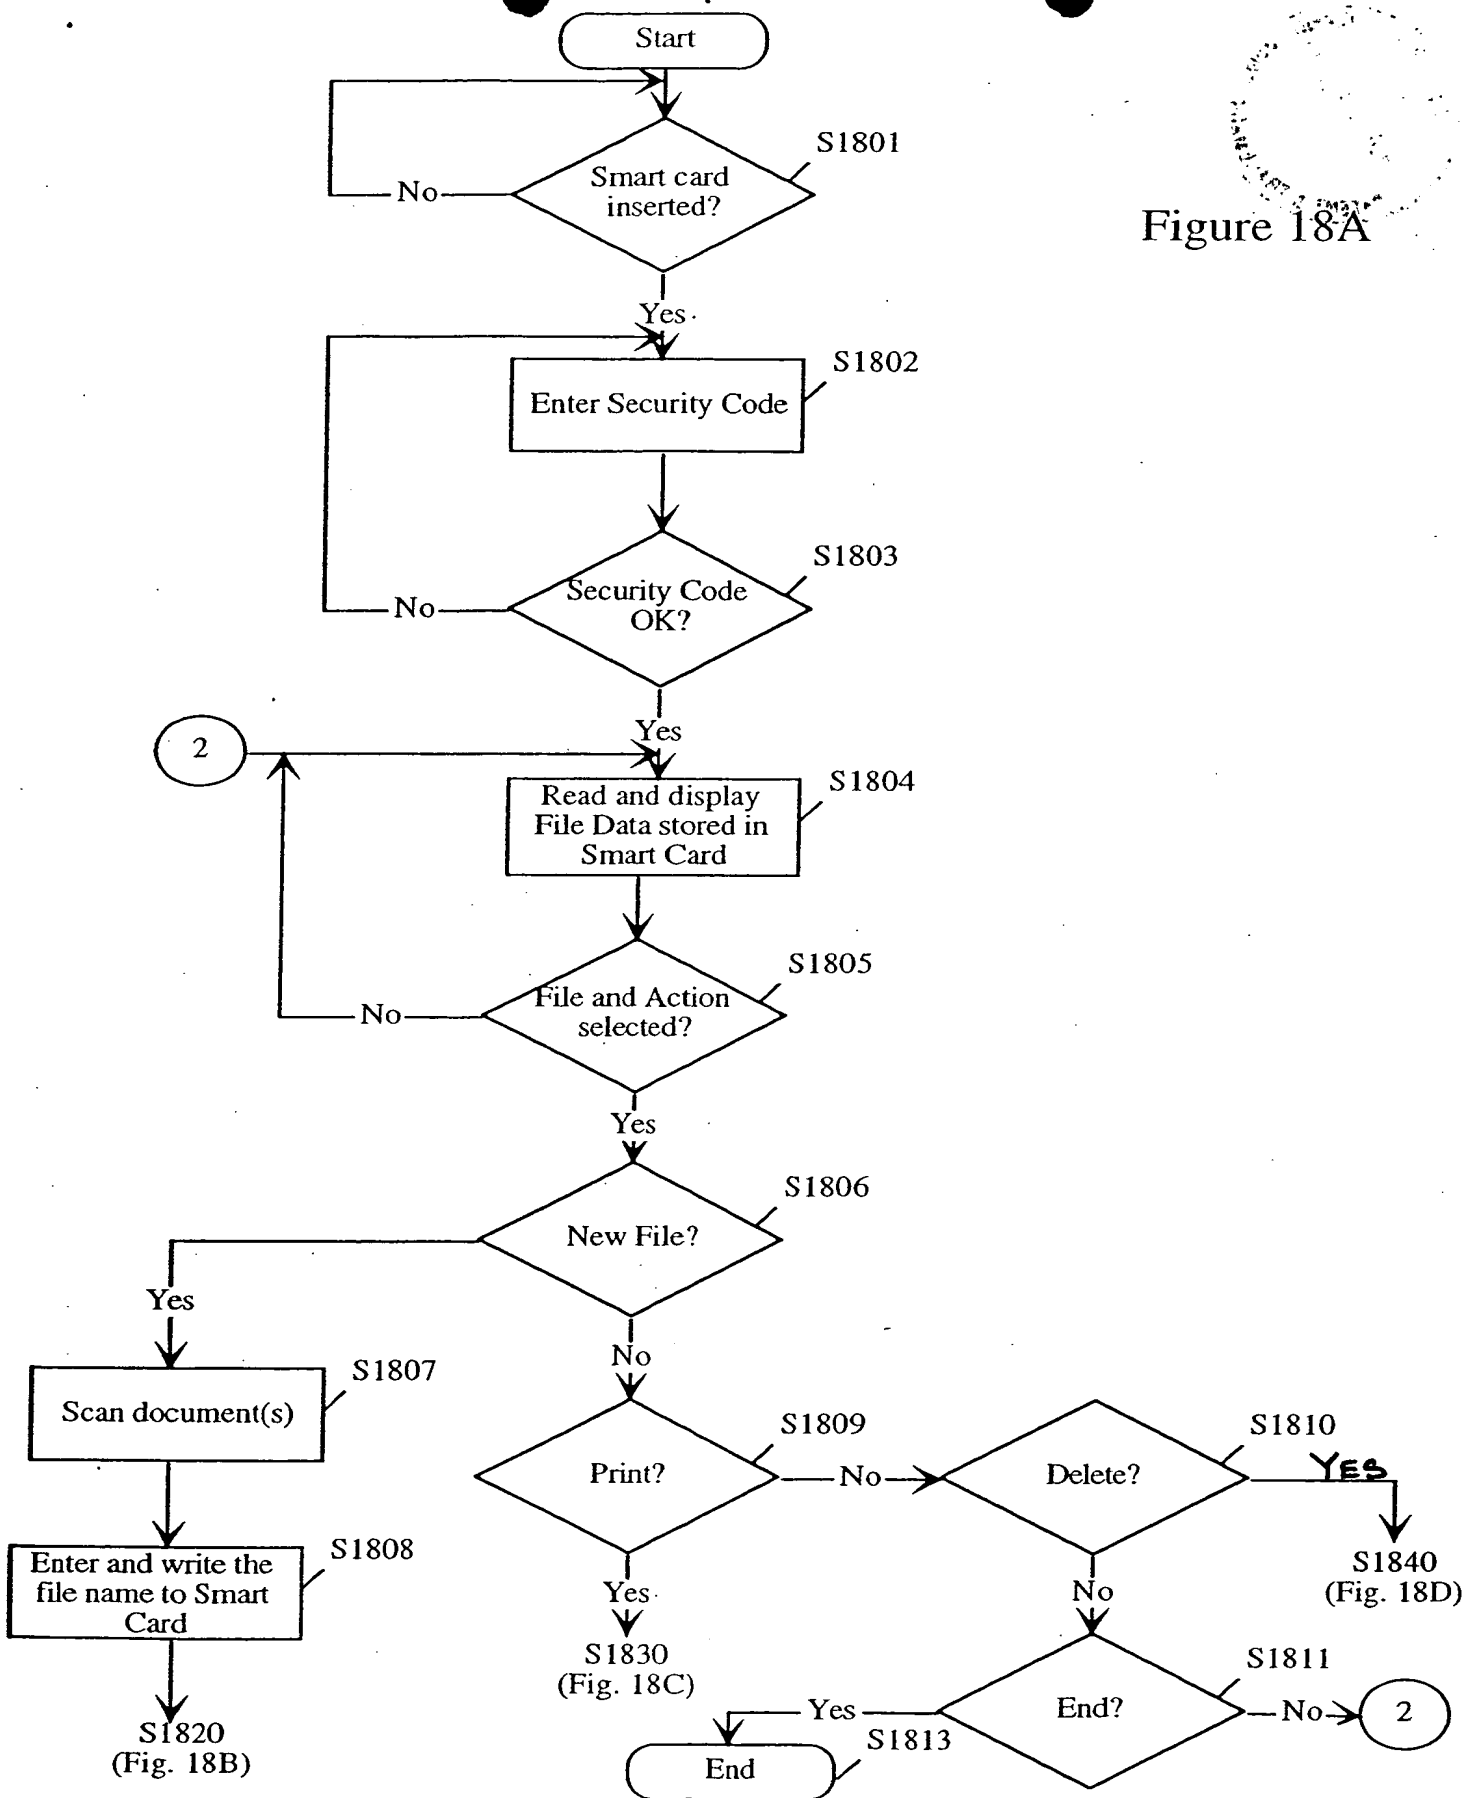 Start
S1801
Smart card
inserted?
No
Figure 18A
Yes
S1802
Enter Security Code
S1803
Security Code
OK?
No
Yes
2
S1804
Read and display
File Data stored in
Smart Card
S1805
File and Action
selected?
No
Yes
S1806
New File?
Yes
No
S1807
Scan document(s)
S1809
Print?
No
S1810
Delete?
YES
S1808
Enter and write the
file name to Smart
Card
Yes
No
S1840
(Fig. 18D)
S1830
(Fig. 18C)
S1811
End?
No
2
Yes
S1820
(Fig. 18B)
S1813
End